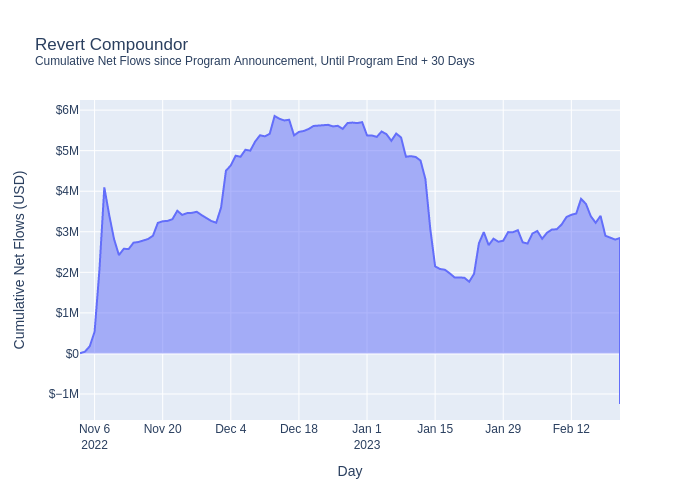 Revert Compoundor
Cumulative Net Flows since Program Announcement, Until Program End + 30 Days
Cumulative Net Flows (USD)
$6M
$5M
$4M
$3M
$2M
$1M
$0
$−1M
Nov 6 Nov 20 Dec 4 Dec 18 Jan 1 Jan 15 Jan 29 Feb 12
2022 2023
Day